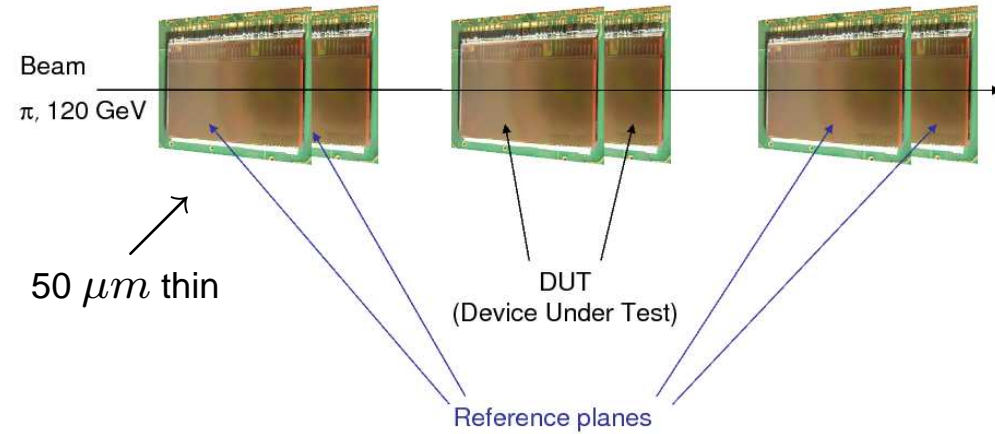 Beam
π, 120 GeV
50 μm thin
DUT
(Device Under Test)
Reference planes